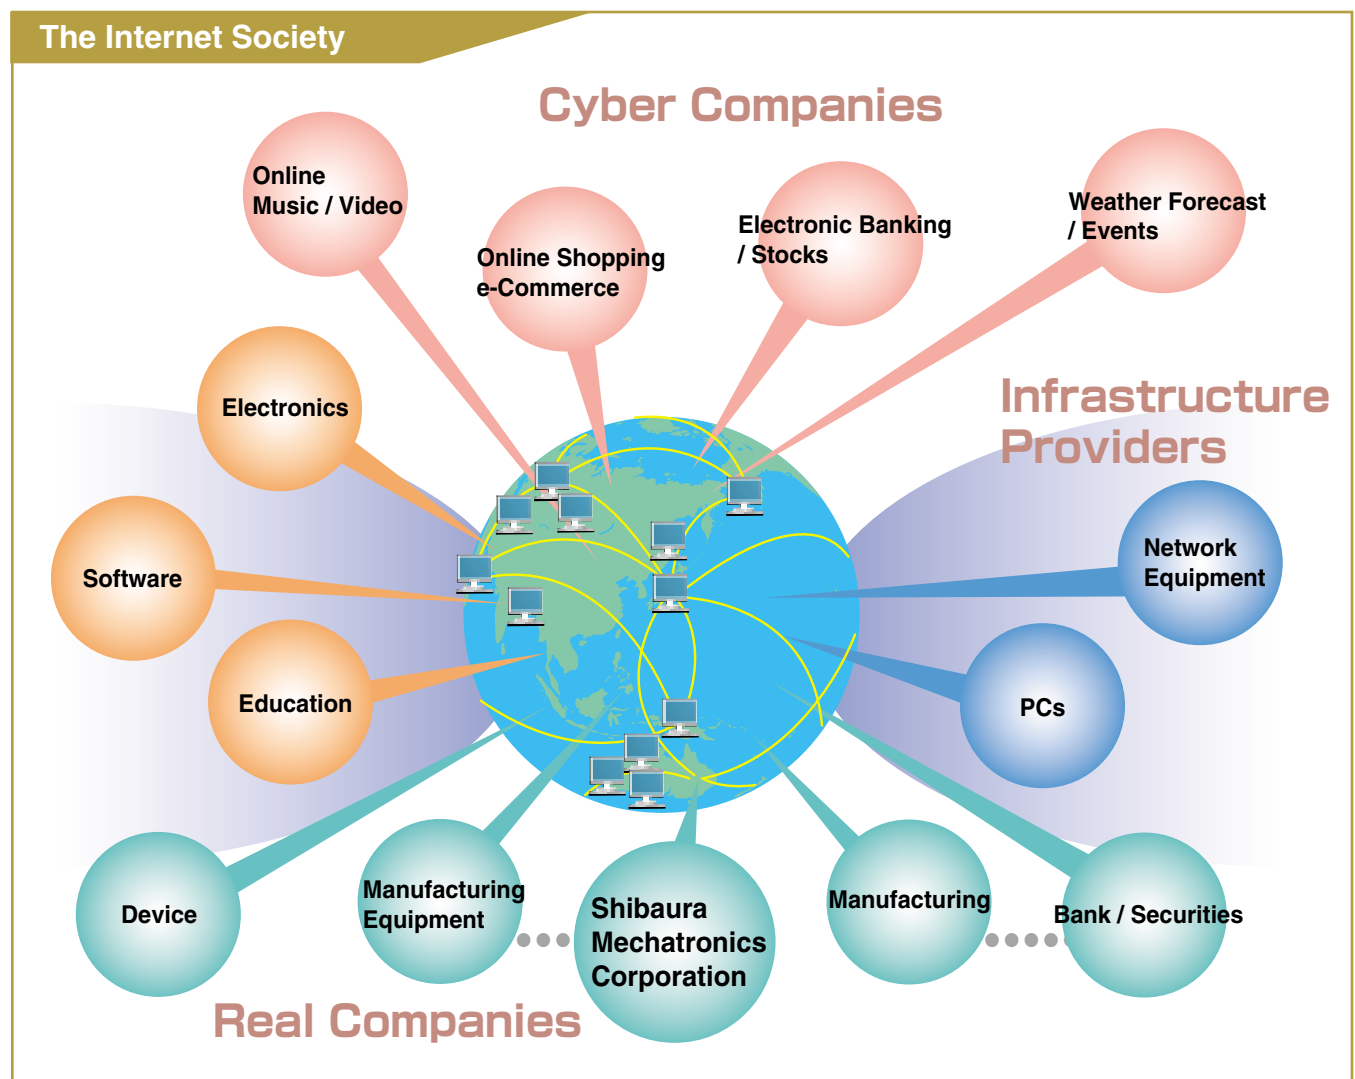 The Internet Society
Cyber Companies
Online
Music / Video
Online Shopping
e-Commerce
Electronic Banking
/ Stocks
Weather Forecast
/ Events
Electronics
Software
Education
Infrastructure
Providers
Network
Equipment
PCs
Device
Manufacturing
Equipment
Shibaura
Mechatronics
Corporation
Manufacturing
Bank / Securities
Real Companies